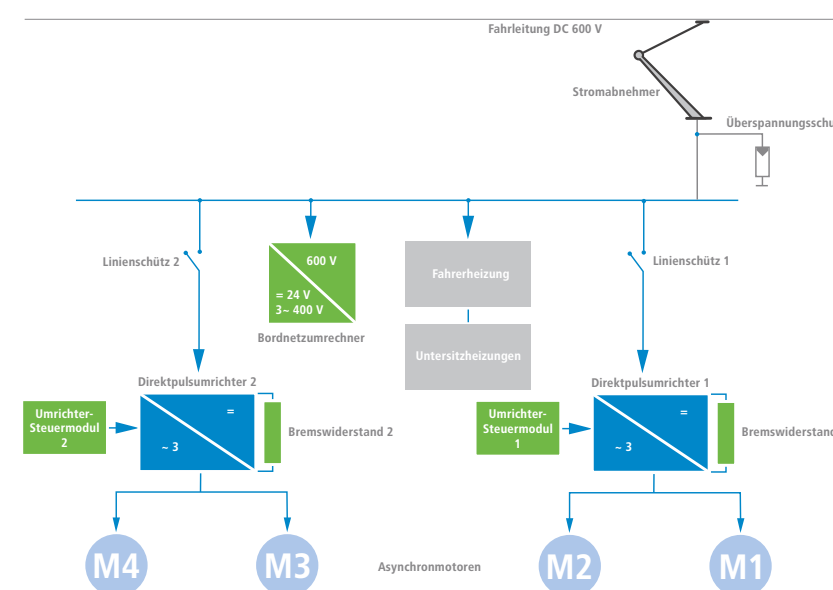 Fahrleitung DC 600 V
Stromabnehmer
Überspannungsschu
Linienschütz 2
600 V
= 24 V
3~ 400 V
Bordnetzumrechner
Fahrerheizung
Untersitzheizungen
Linienschütz 1
Direktpulsumrichter 2
Direktpulsumrichter 1
Umrichter-
Steuermodul
2
=
~ 3
Bremswiderstand 2
Umrichter-
Steuermodul
1
=
~ 3
Bremswiderstand
M4
M3
Asynchronmotoren
M2
M1